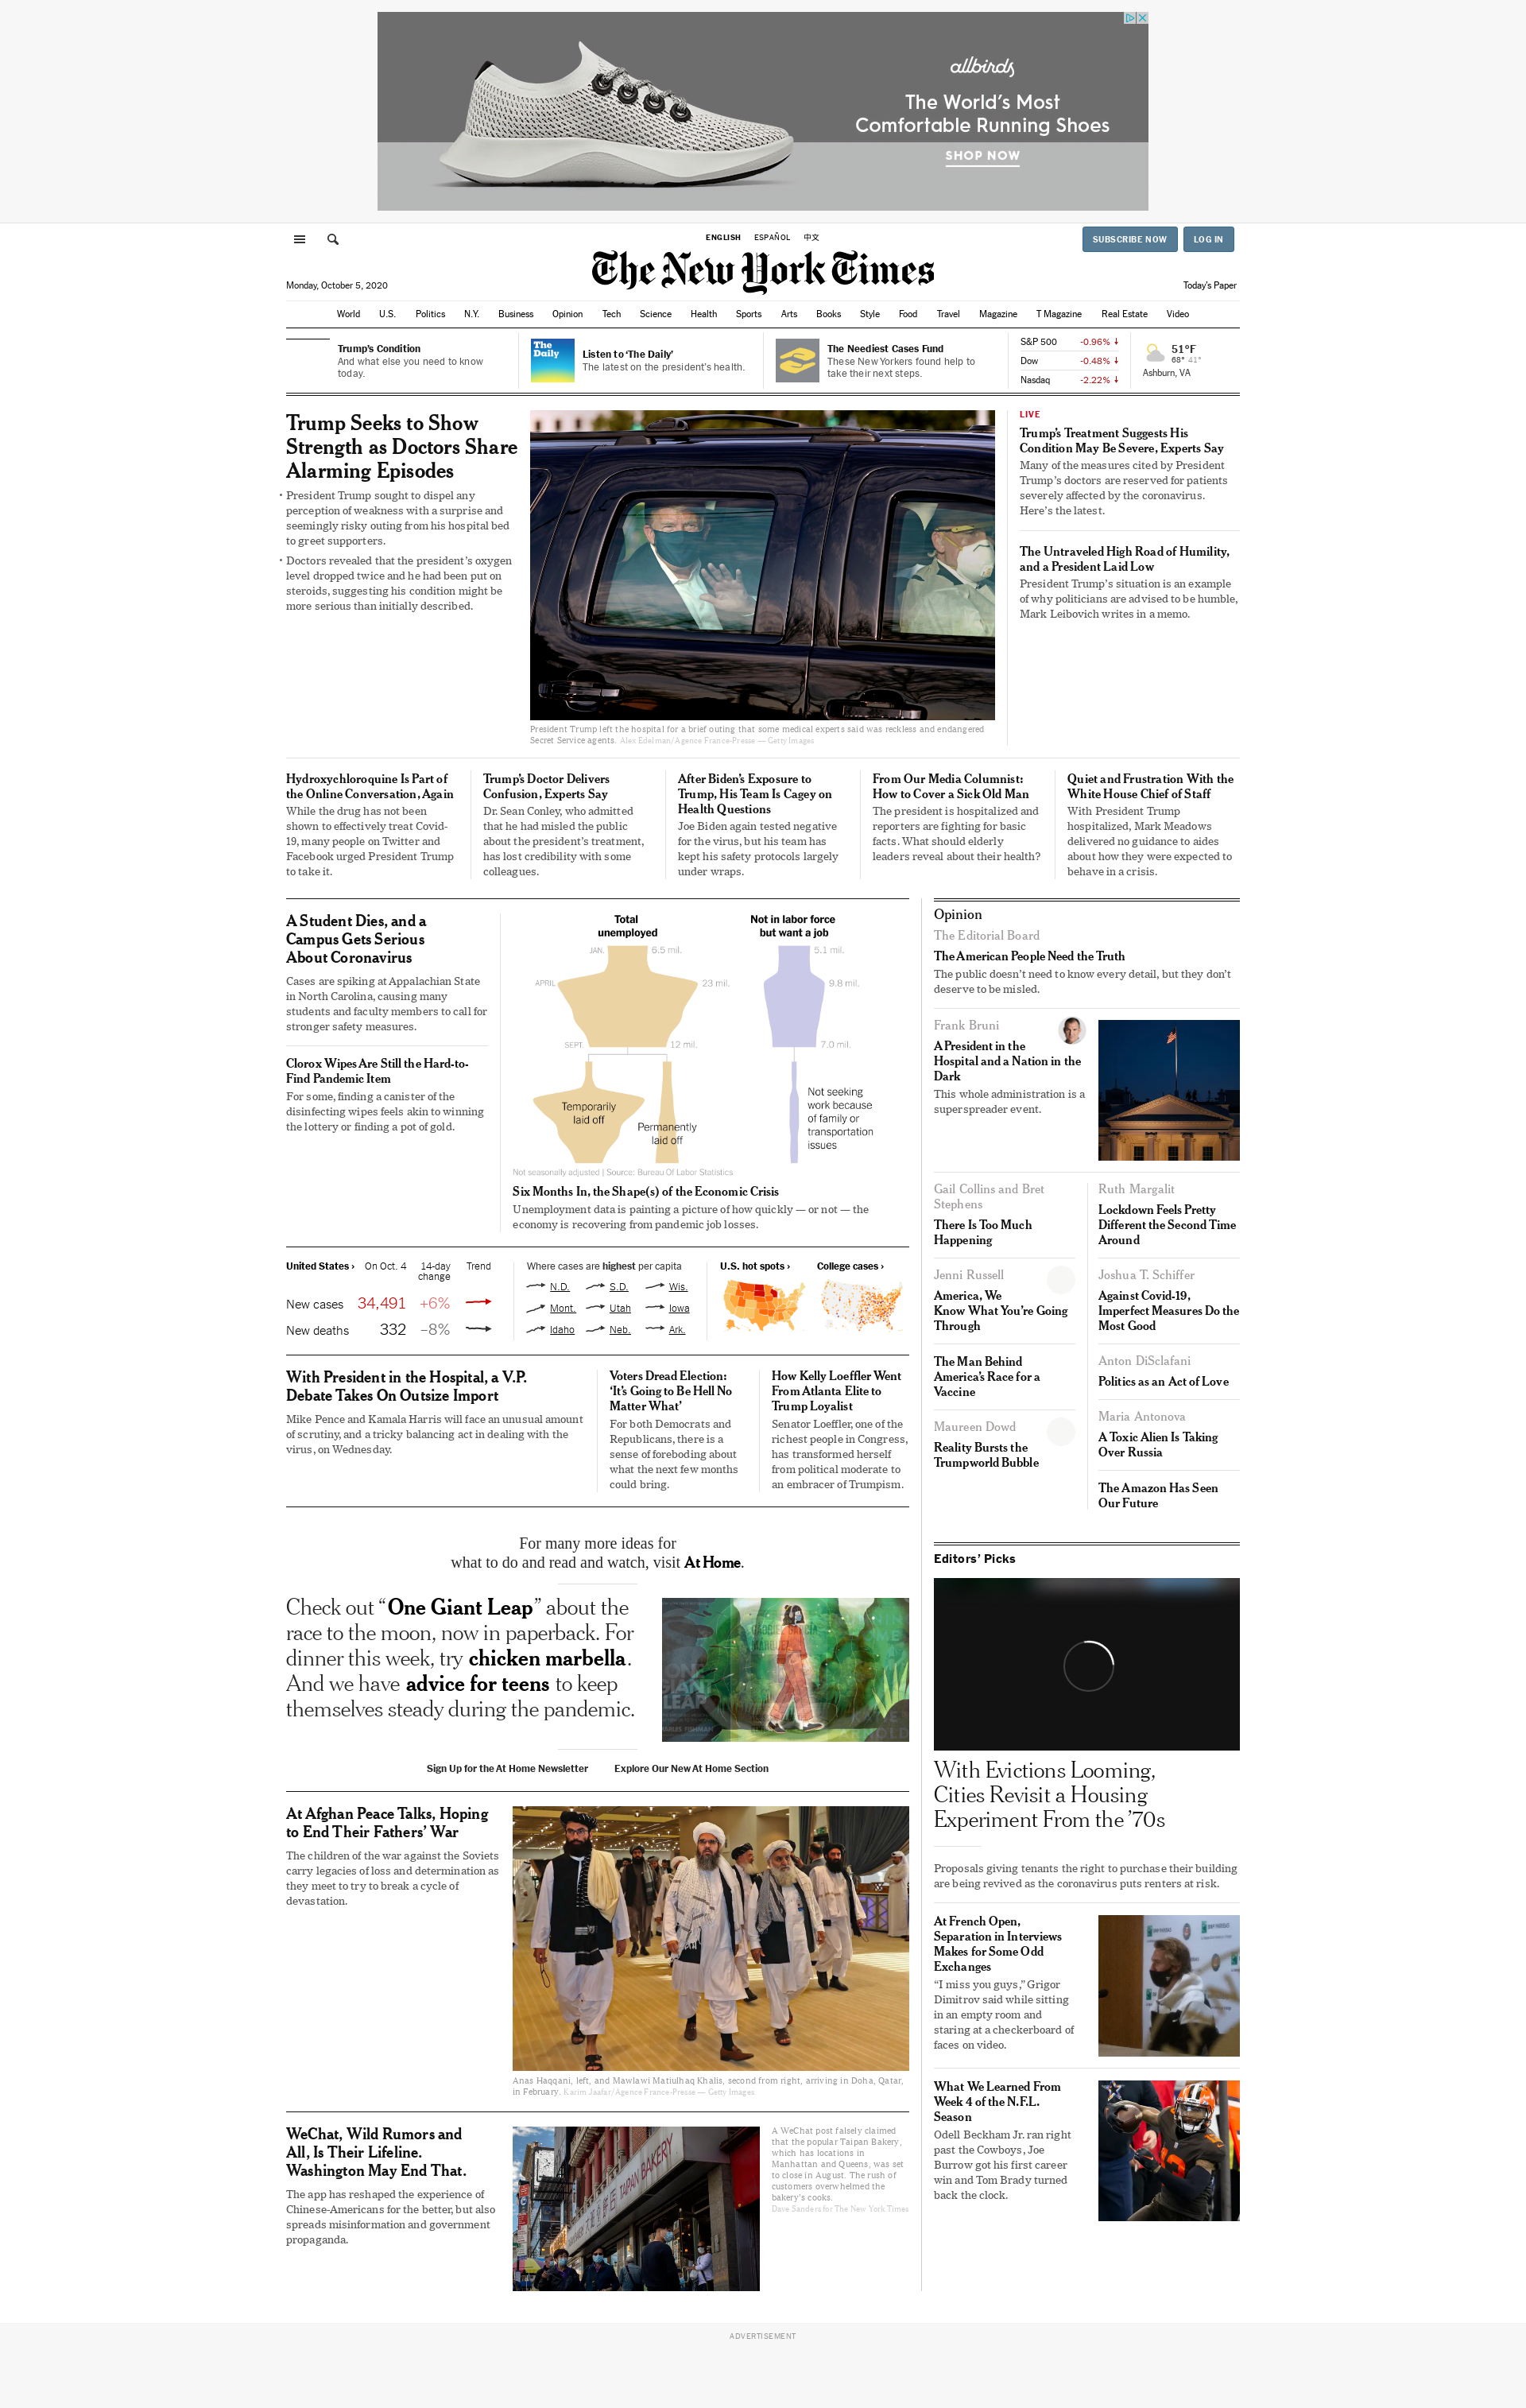 allbirds
The World's Most
Comfortable Running Shoes
SHOP NOW
ENGLISH ESPAÑOL 中文
SUBSCRIBE NOW LOG IN
The New York Times
Monday, October 5, 2020
Today's Paper
World U.S. Politics N.Y. Business Opinion Tech Science Health Sports Arts Books Style Food Travel Magazine T Magazine Real Estate Video
Trump's Condition
And what else you need to know
today.
The
Daily
Listen to 'The Daily'
The latest on the president's health.
The Neediest Cases Fund
These New Yorkers found help to
take their next steps.
S&P 500 -0.96%
Dow -0.48%
Nasdaq -2.22%
51°F
68° 41°
Ashburn, VA
Trump Seeks to Show
Strength as Doctors Share
Alarming Episodes
• President Trump sought to dispel any
perception of weakness with a surprise and
seemingly risky outing from his hospital bed
to greet supporters.
• Doctors revealed that the president's oxygen
level dropped twice and he had been put on
steroids, suggesting his condition might be
more serious than initially described.
President Trump left the hospital for a brief outing that some medical experts said was reckless and endangered
Secret Service agents. Alex Edelman/Agence France-Presse — Getty Images
LIVE
Trump's Treatment Suggests His
Condition May Be Severe, Experts Say
Many of the measures cited by President
Trump's doctors are reserved for patients
severely affected by the coronavirus.
Here's the latest.
The Untraveled High Road of Humility,
and a President Laid Low
President Trump's situation is an example
of why politicians are advised to be humble,
Mark Leibovich writes in a memo.
Hydroxychloroquine Is Part of
the Online Conversation, Again
While the drug has not been
shown to effectively treat Covid-
19, many people on Twitter and
Facebook urged President Trump
to take it.
Trump's Doctor Delivers
Confusion, Experts Say
Dr. Sean Conley, who admitted
that he had misled the public
about the president's treatment,
has lost credibility with some
colleagues.
After Biden's Exposure to
Trump, His Team Is Cagey on
Health Questions
Joe Biden again tested negative
for the virus, but his team has
kept his safety protocols largely
under wraps.
From Our Media Columnist:
How to Cover a Sick Old Man
The president is hospitalized and
reporters are fighting for basic
facts. What should elderly
leaders reveal about their health?
Quiet and Frustration With the
White House Chief of Staff
With President Trump
hospitalized, Mark Meadows
delivered no guidance to aides
about how they were expected to
behave in a crisis.
A Student Dies, and a
Campus Gets Serious
About Coronavirus
Cases are spiking at Appalachian State
in North Carolina, causing many
students and faculty members to call for
stronger safety measures.
Clorox Wipes Are Still the Hard-to-
Find Pandemic Item
For some, finding a canister of the
disinfecting wipes feels akin to winning
the lottery or finding a pot of gold.
Total
unemployed
Not in labor force
but want a job
JAN. 6.5 mil. 5.1 mil.
APRIL 23 mil. 9.8 mil.
SEPT. 12 mil. 7.0 mil.
Temporarily
laid off
Permanently
laid off
Not seeking
work because
of family or
transportation
issues
Not seasonally adjusted | Source: Bureau Of Labor Statistics
Six Months In, the Shape(s) of the Economic Crisis
Unemployment data is painting a picture of how quickly — or not — the
economy is recovering from pandemic job losses.
United States › On Oct. 4 14-day
change Trend
New cases 34,491 +6%
New deaths 332 –8%
Where cases are highest per capita
N.D. S.D. Wis.
Mont. Utah Iowa
Idaho Neb. Ark.
U.S. hot spots › College cases ›
With President in the Hospital, a V.P.
Debate Takes On Outsize Import
Mike Pence and Kamala Harris will face an unusual amount
of scrutiny, and a tricky balancing act in dealing with the
virus, on Wednesday.
Voters Dread Election:
'It's Going to Be Hell No
Matter What'
For both Democrats and
Republicans, there is a
sense of foreboding about
what the next few months
could bring.
How Kelly Loeffler Went
From Atlanta Elite to
Trump Loyalist
Senator Loeffler, one of the
richest people in Congress,
has transformed herself
from political moderate to
an embracer of Trumpism.
For many more ideas for
what to do and read and watch, visit At Home.
Check out "One Giant Leap" about the
race to the moon, now in paperback. For
dinner this week, try chicken marbella.
And we have advice for teens to keep
themselves steady during the pandemic.
Sign Up for the At Home Newsletter Explore Our New At Home Section
At Afghan Peace Talks, Hoping
to End Their Fathers' War
The children of the war against the Soviets
carry legacies of loss and determination as
they meet to try to break a cycle of
devastation.
Anas Haqqani, left, and Mawlawi Matiulhaq Khalis, second from right, arriving in Doha, Qatar,
in February. Karim Jaafar/Agence France-Presse — Getty Images
WeChat, Wild Rumors and
All, Is Their Lifeline.
Washington May End That.
The app has reshaped the experience of
Chinese-Americans for the better, but also
spreads misinformation and government
propaganda.
TAIPAN BAKERY
A WeChat post falsely claimed
that the popular Taipan Bakery,
which has locations in
Manhattan and Queens, was set
to close in August. The rush of
customers overwhelmed the
bakery's cooks.
Dave Sanders for The New York Times
Opinion
The Editorial Board
The American People Need the Truth
The public doesn't need to know every detail, but they don't
deserve to be misled.
Frank Bruni
A President in the
Hospital and a Nation in the
Dark
This whole administration is a
superspreader event.
Gail Collins and Bret
Stephens
There Is Too Much
Happening
Jenni Russell
America, We
Know What You're Going
Through
The Man Behind
America's Race for a
Vaccine
Maureen Dowd
Reality Bursts the
Trumpworld Bubble
Ruth Margalit
Lockdown Feels Pretty
Different the Second Time
Around
Joshua T. Schiffer
Against Covid-19,
Imperfect Measures Do the
Most Good
Anton DiSclafani
Politics as an Act of Love
Maria Antonova
A Toxic Alien Is Taking
Over Russia
The Amazon Has Seen
Our Future
Editors' Picks
With Evictions Looming,
Cities Revisit a Housing
Experiment From the '70s
Proposals giving tenants the right to purchase their building
are being revived as the coronavirus puts renters at risk.
At French Open,
Separation in Interviews
Makes for Some Odd
Exchanges
"I miss you guys," Grigor
Dimitrov said while sitting
in an empty room and
staring at a checkerboard of
faces on video.
What We Learned From
Week 4 of the N.F.L.
Season
Odell Beckham Jr. ran right
past the Cowboys, Joe
Burrow got his first career
win and Tom Brady turned
back the clock.
ADVERTISEMENT